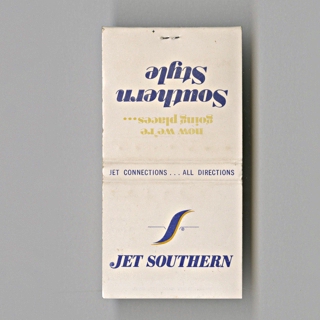 now we're
going places...
Southern
Style
JET CONNECTIONS... ALL DIRECTIONS
JET SOUTHERN